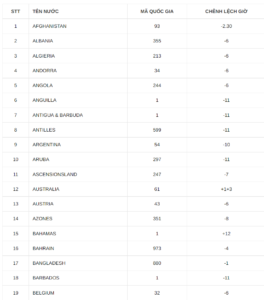 STT TÊN NƯỚC MÃ QUỐC GIA CHÊNH LỆCH GIỜ
1 AFGHANISTAN 93 -2.30
2 ALBANIA 355 -6
3 ALGIERIA 213 -6
4 ANDORRA 34 -6
5 ANGOLA 244 -6
6 ANGUILLA 1 -11
7 ANTIGUA & BARBUDA 1 -11
8 ANTILLES 599 -11
9 ARGENTINA 54 -10
10 ARUBA 297 -11
11 ASCENSIONSLAND 247 -7
12 AUSTRALIA 61 +1+3
13 AUSTRIA 43 -6
14 AZONES 351 -8
15 BAHAMAS 1 -12
16 BAHRAIN 973 -4
17 BANGLADESH 880 -1
18 BARBADOS 1 -11
19 BELGIUM 32 -6